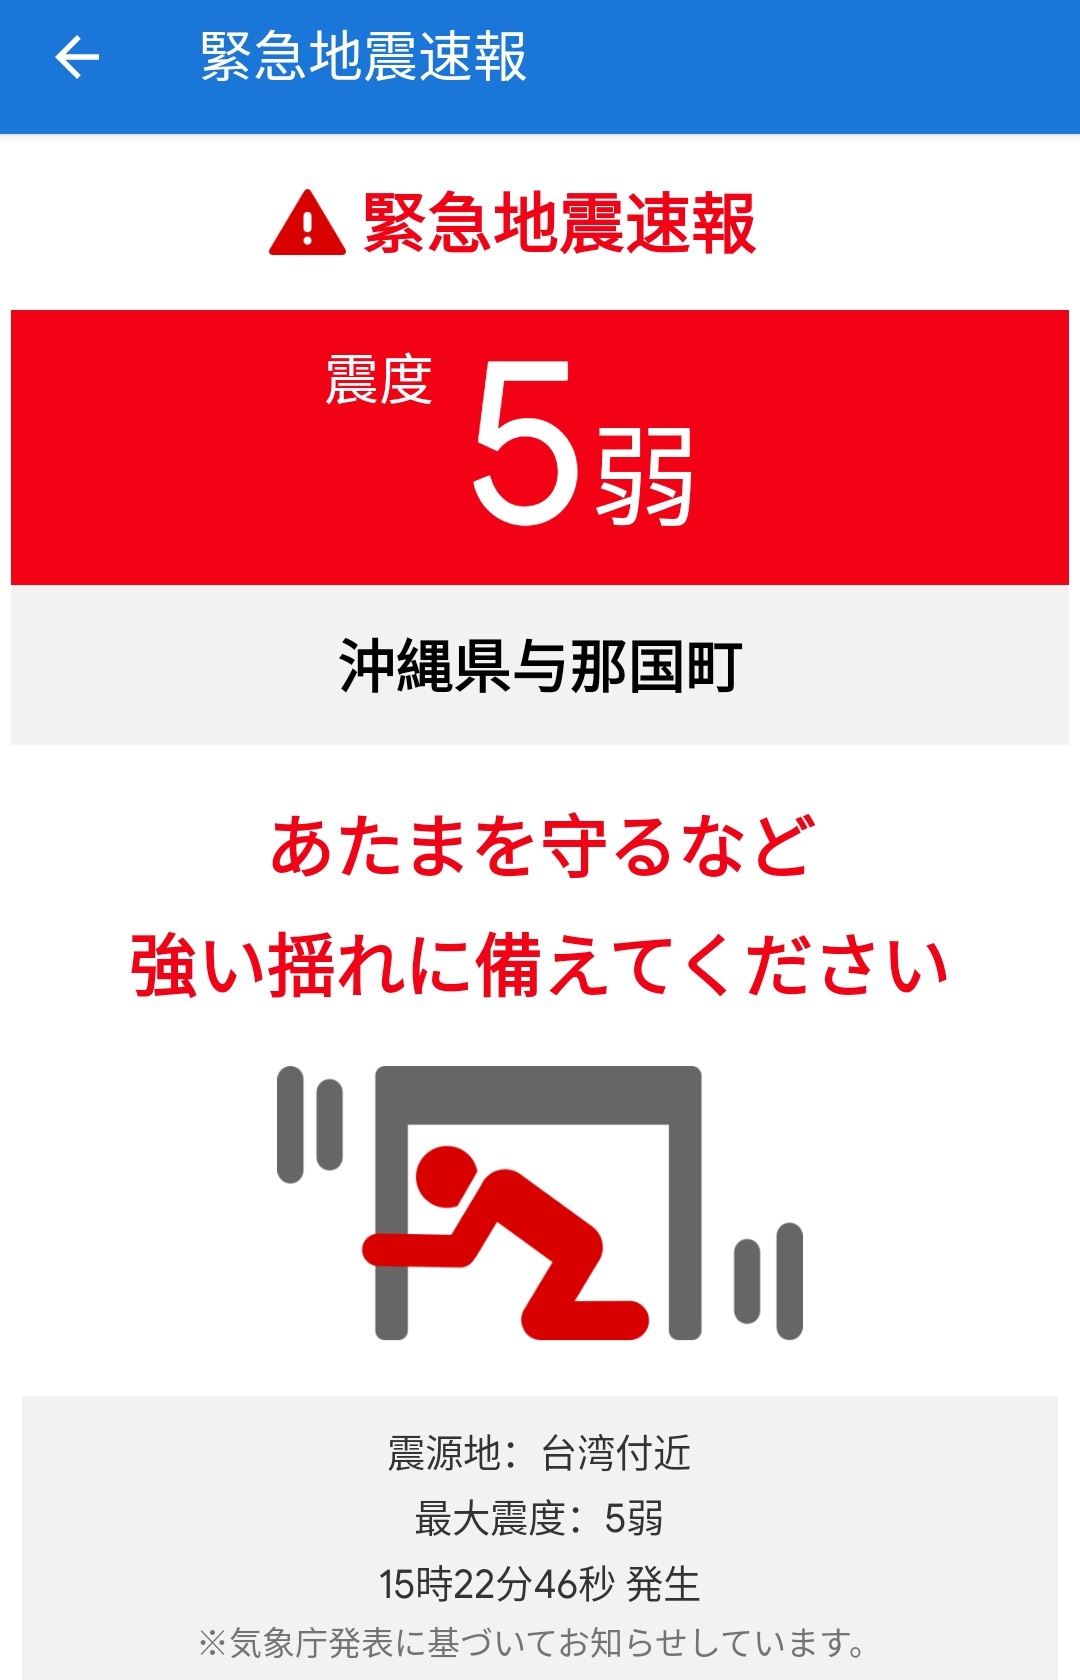 緊急地震速報
緊急地震速報
震度 5弱
沖縄県与那国町
あたまを守るなど
強い揺れに備えてください
震源地：台湾付近
最大震度：5弱
15時22分46秒 発生
※気象庁発表に基づいてお知らせしています。